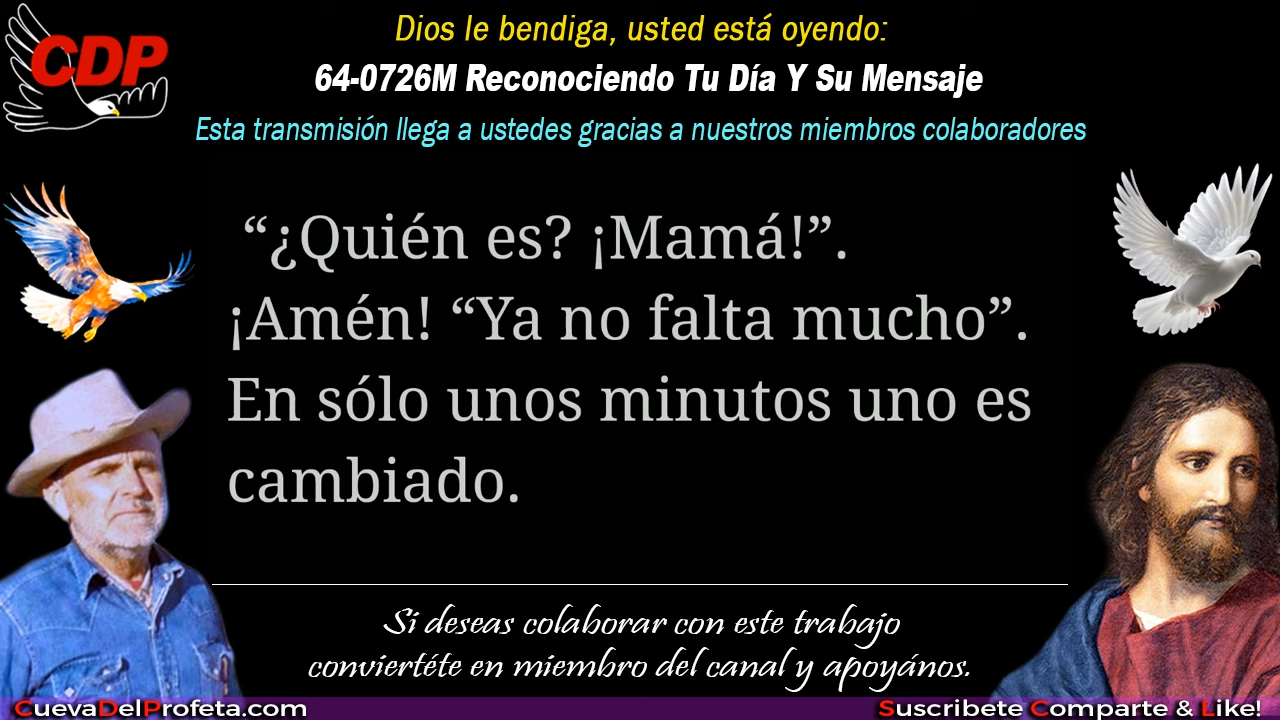 CDP
Dios le bendiga, usted está oyendo:
64-0726M Reconociendo Tu Día Y Su Mensaje
Esta transmisión llega a ustedes gracias a nuestros miembros colaboradores
“¿Quién es? ¡Mamá!”.
¡Amén! “Ya no falta mucho”.
En sólo unos minutos uno es
cambiado.
Si deseas colaborar con este trabajo
conviertéte en miembro del canal y apoyános.
CuevaDelProfeta.com
Suscribete Comparte & Like!